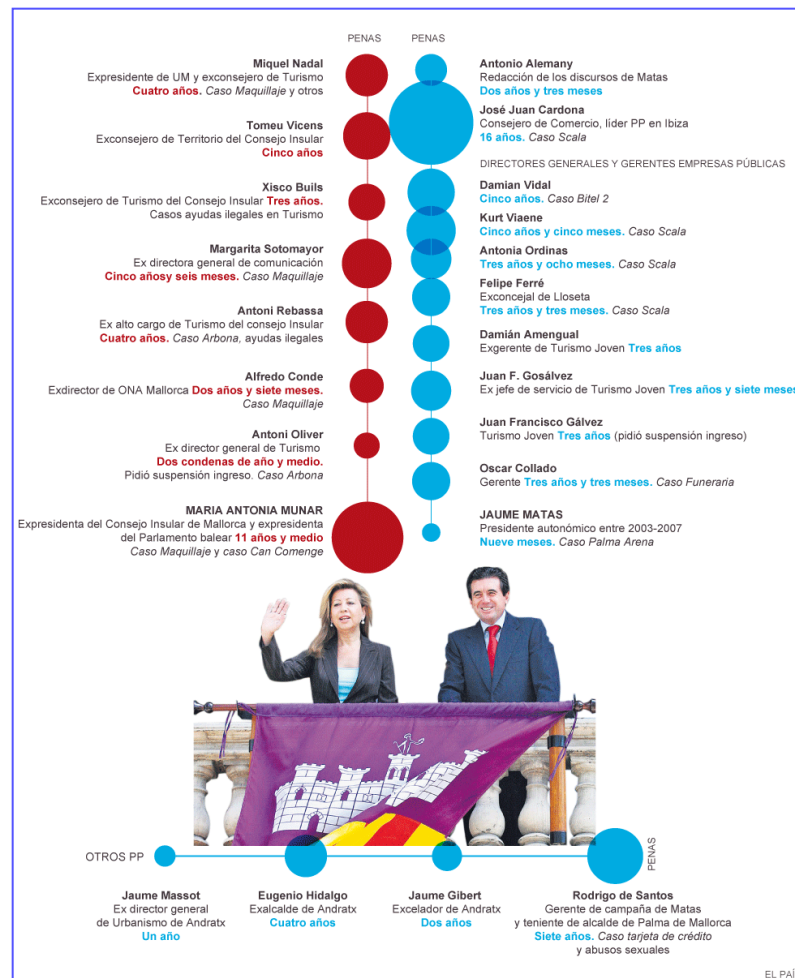 PENAS
Miquel Nadal
Expresidente de UM y exconsejero de Turismo
Cuatro años. Caso Maquillaje y otros
Tomeu Vicens
Exconsejero de Territorio del Consejo Insular
Cinco años
Xisco Buils
Exconsejero de Turismo del Consejo Insular Tres años.
Casos ayudas ilegales en Turismo
Margarita Sotomayor
Ex directora general de comunicación
Cinco añosy seis meses. Caso Maquillaje
Antoni Rebassa
Ex alto cargo de Turismo del consejo Insular
Cuatro años. Caso Arbona, ayudas ilegales
Alfredo Conde
Exdirector de ONA Mallorca Dos años y siete meses.
Caso Maquillaje
Antoni Oliver
Ex director general de Turismo
Dos condenas de año y medio.
Pidió suspensión ingreso. Caso Arbona
MARIA ANTONIA MUNAR
Expresidenta del Consejo Insular de Mallorca y expresidenta
del Parlamento balear 11 años y medio
Caso Maquillaje y caso Can Comenge
PENAS
Antonio Alemany
Redacción de los discursos de Matas
Dos años y tres meses
José Juan Cardona
Consejero de Comercio, líder PP en Ibiza
16 años. Caso Scala
DIRECTORES GENERALES Y GERENTES EMPRESAS PÚBLICAS
Damian Vidal
Cinco años. Caso Bitel 2
Kurt Viaene
Cinco años y cinco meses. Caso Scala
Antonia Ordinas
Tres años y ocho meses. Caso Scala
Felipe Ferré
Exconcejal de Lloseta
Tres años y tres meses. Caso Scala
Damián Amengual
Exgerente de Turismo Joven Tres años
Juan F. Gosálvez
Ex jefe de servicio de Turismo Joven Tres años y siete meses
Juan Francisco Gálvez
Turismo Joven Tres años (pidió suspensión ingreso)
Oscar Collado
Gerente Tres años y tres meses. Caso Funeraria
JAUME MATAS
Presidente autonómico entre 2003-2007
Nueve meses. Caso Palma Arena
OTROS PP
PENAS
Jaume Massot
Ex director general
de Urbanismo de Andratx
Un año
Eugenio Hidalgo
Exalcalde de Andratx
Cuatro años
Jaume Gibert
Excelador de Andratx
Dos años
Rodrigo de Santos
Gerente de campaña de Matas
y teniente de alcalde de Palma de Mallorca
Siete años. Caso tarjeta de crédito
y abusos sexuales
EL PAÍ